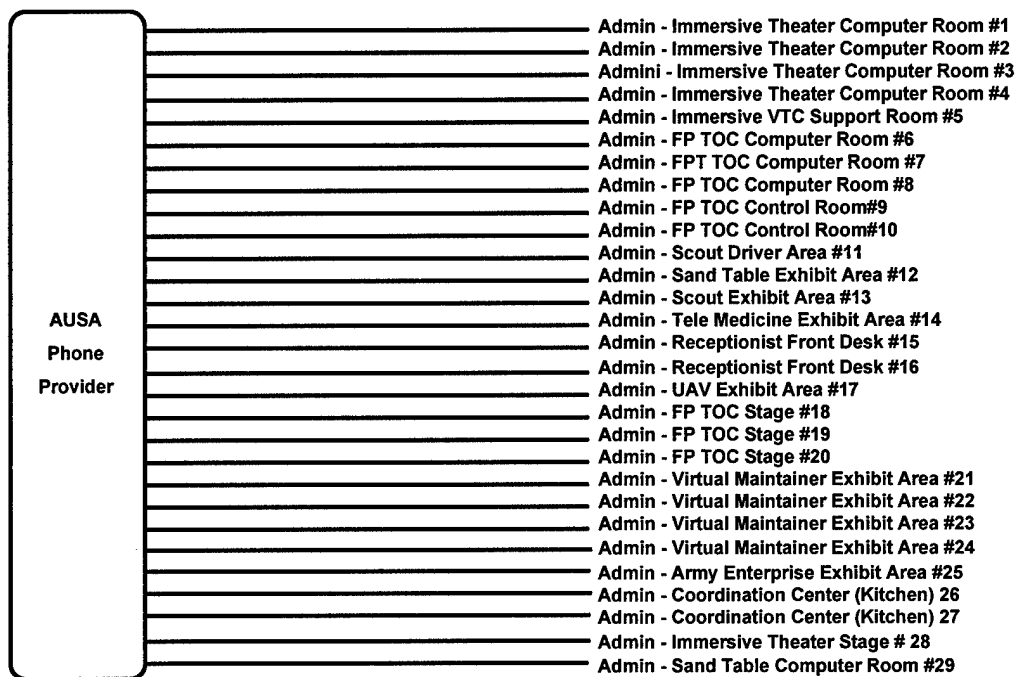 Admin - Immersive Theater Computer Room #1
Admin - Immersive Theater Computer Room #2
Admini - Immersive Theater Computer Room #3
Admin - Immersive Theater Computer Room #4
Admin - Immersive VTC Support Room #5
Admin - FP TOC Computer Room #6
Admin - FPT TOC Computer Room #7
Admin - FP TOC Computer Room #8
Admin - FP TOC Control Room#9
Admin - FP TOC Control Room#10
Admin - Scout Driver Area #11
Admin - Sand Table Exhibit Area #12
Admin - Scout Exhibit Area #13
Admin - Tele Medicine Exhibit Area #14
Admin - Receptionist Front Desk #15
Admin - Receptionist Front Desk #16
Admin - UAV Exhibit Area #17
Admin - FP TOC Stage #18
Admin - FP TOC Stage #19
Admin - FP TOC Stage #20
Admin - Virtual Maintainer Exhibit Area #21
Admin - Virtual Maintainer Exhibit Area #22
Admin - Virtual Maintainer Exhibit Area #23
Admin - Virtual Maintainer Exhibit Area #24
Admin - Army Enterprise Exhibit Area #25
Admin - Coordination Center (Kitchen) 26
Admin - Coordination Center (Kitchen) 27
Admin - Immersive Theater Stage # 28
Admin - Sand Table Computer Room #29
AUSA
Phone
Provider